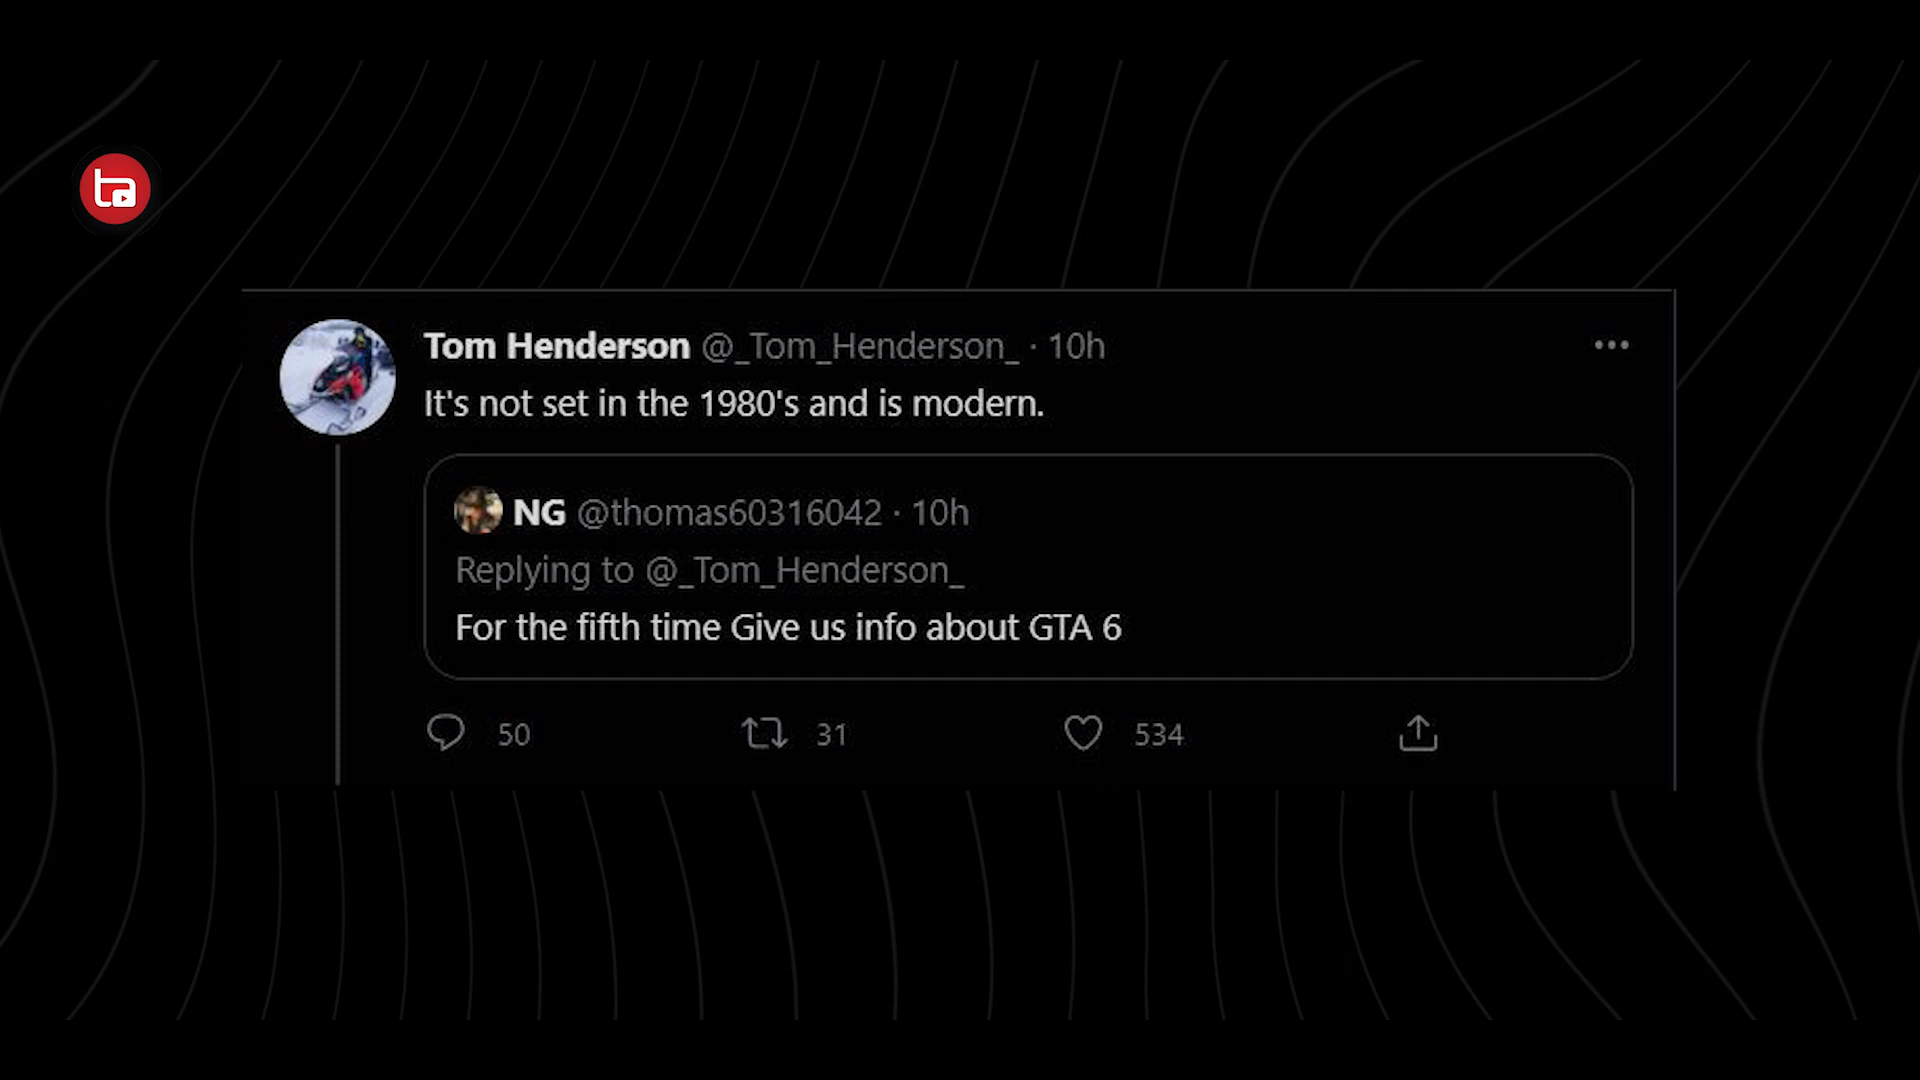 ta
Tom Henderson @_Tom_Henderson_ · 10h
It's not set in the 1980's and is modern.
NG @thomas60316042 · 10h
Replying to @_Tom_Henderson_
For the fifth time Give us info about GTA 6
50 31 534